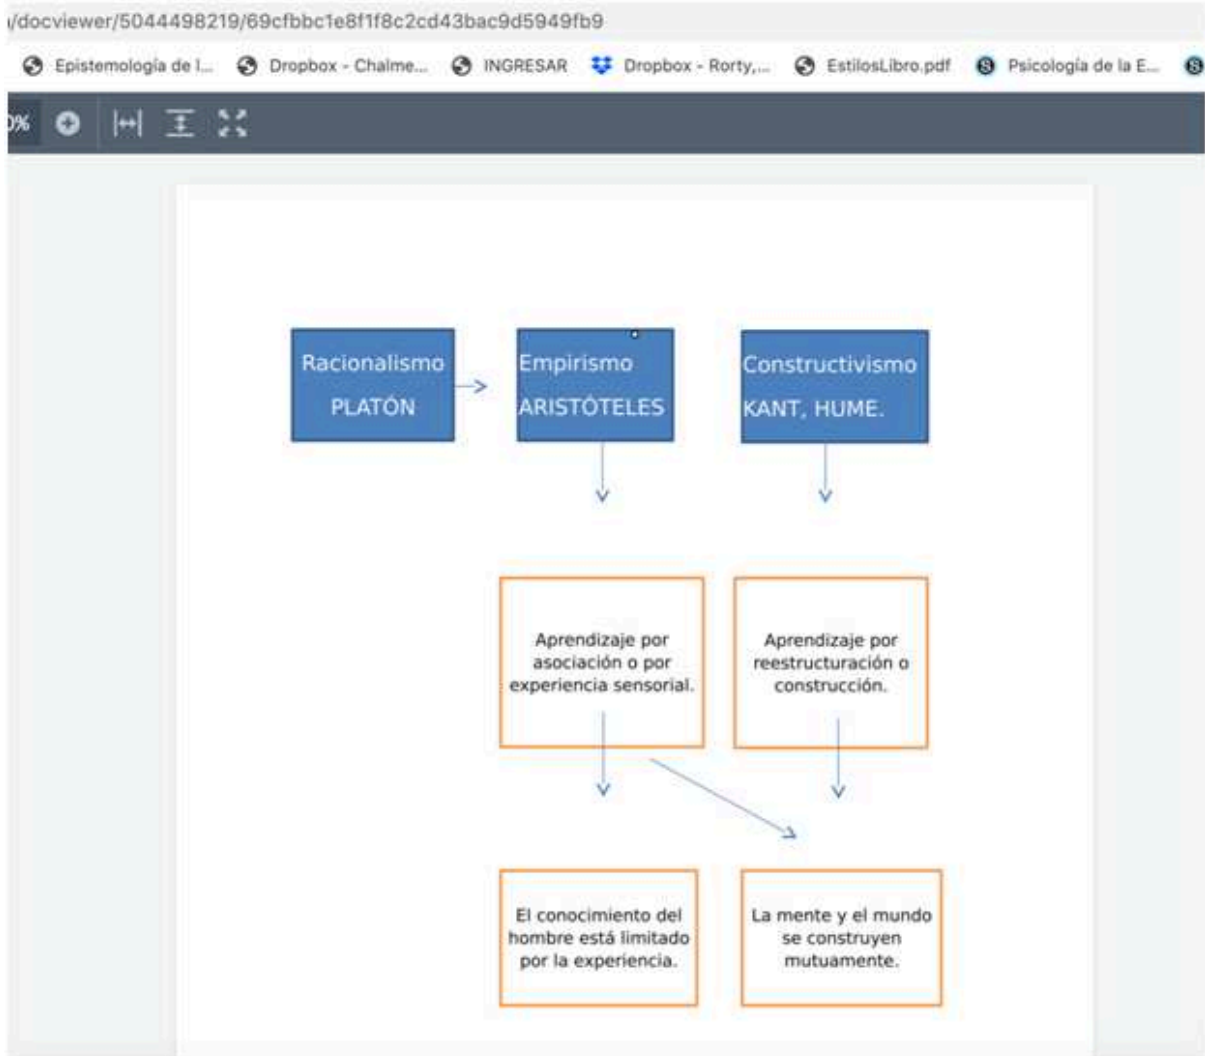 /docviewer/5044498219/69cfbbc1e8f1f8c2cd43bac9d5949fb9
Epistemología de l... Dropbox - Chalme... INGRESAR Dropbox - Rorty,... EstilosLibro.pdf Psicología de la E...
0%
Racionalismo
PLATÓN
Empirismo
ARISTÓTELES
Constructivismo
KANT, HUME.
Aprendizaje por
asociación o por
experiencia sensorial.
Aprendizaje por
reestructuración o
construcción.
El conocimiento del
hombre está limitado
por la experiencia.
La mente y el mundo
se construyen
mutuamente.